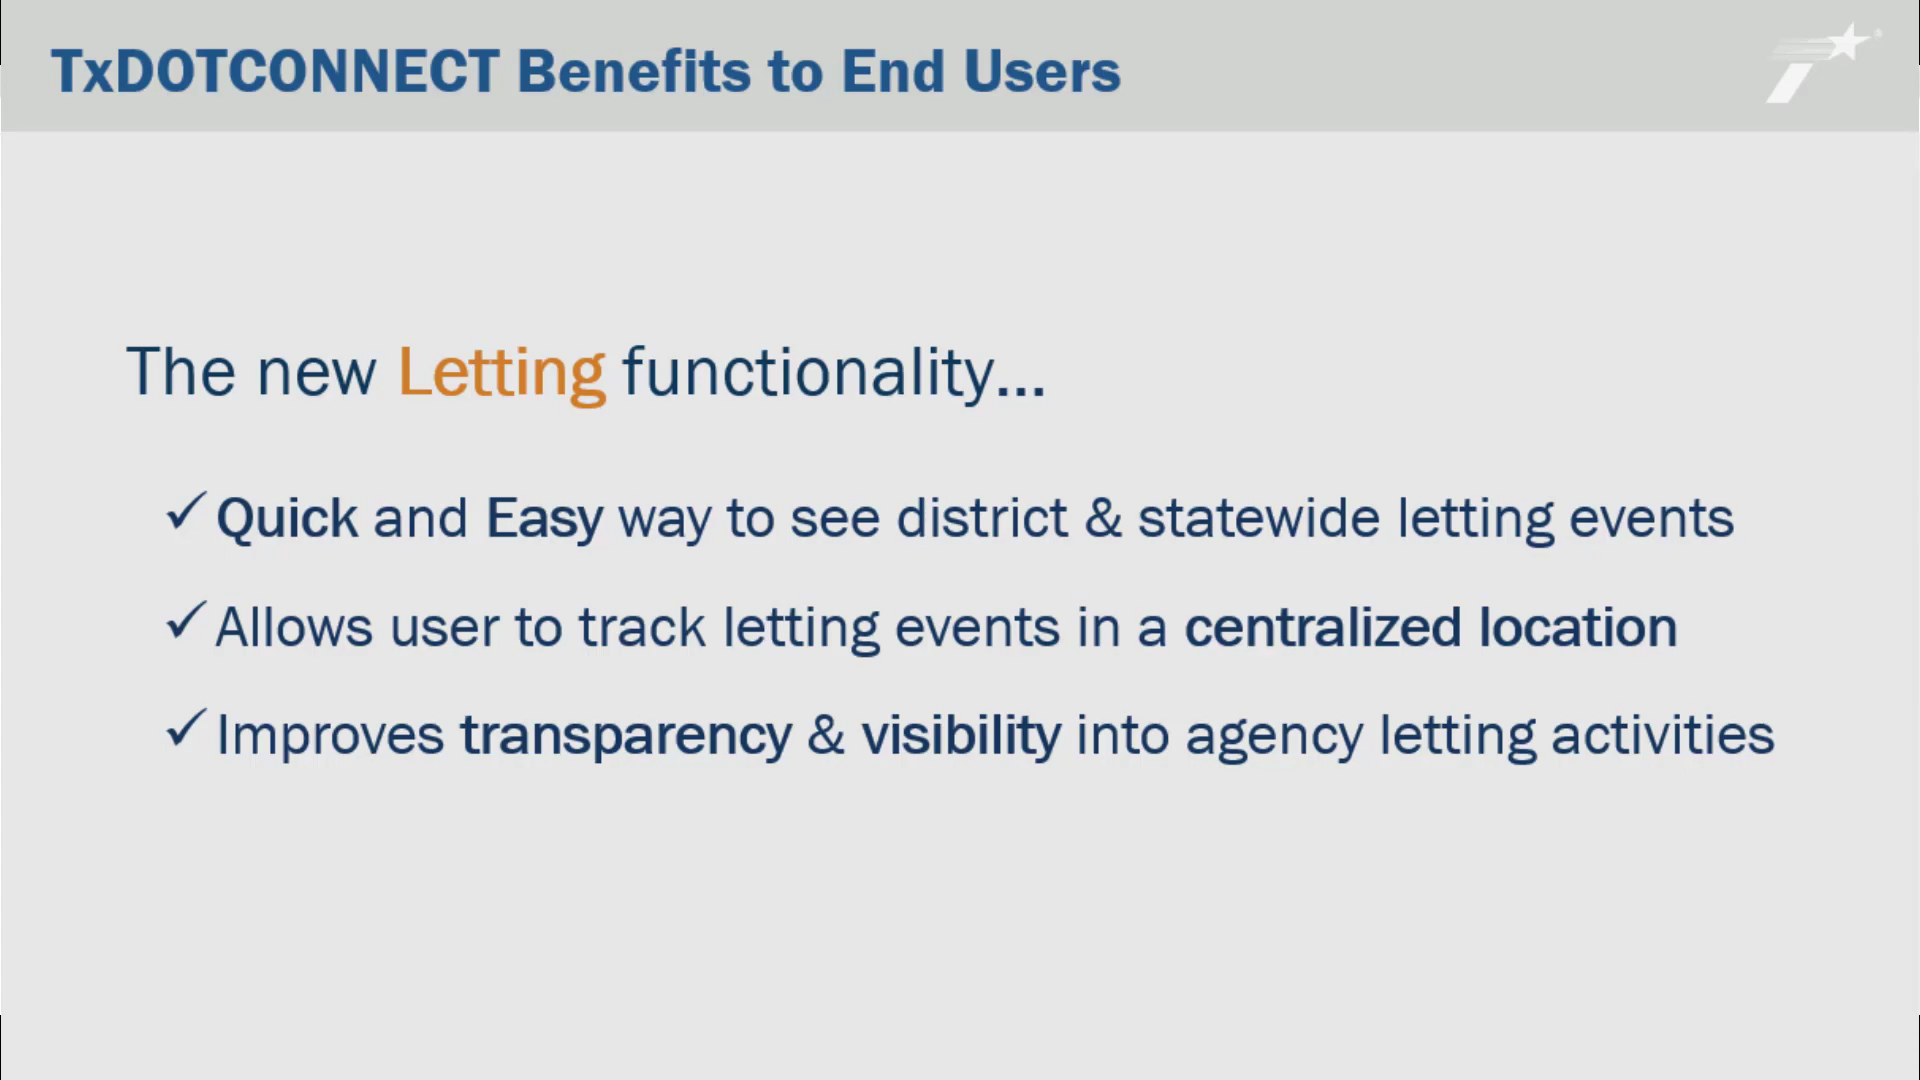 TxDOTCONNECT Benefits to End Users
The new Letting functionality...
✓ Quick and Easy way to see district & statewide letting events
✓ Allows user to track letting events in a centralized location
✓ Improves transparency & visibility into agency letting activities